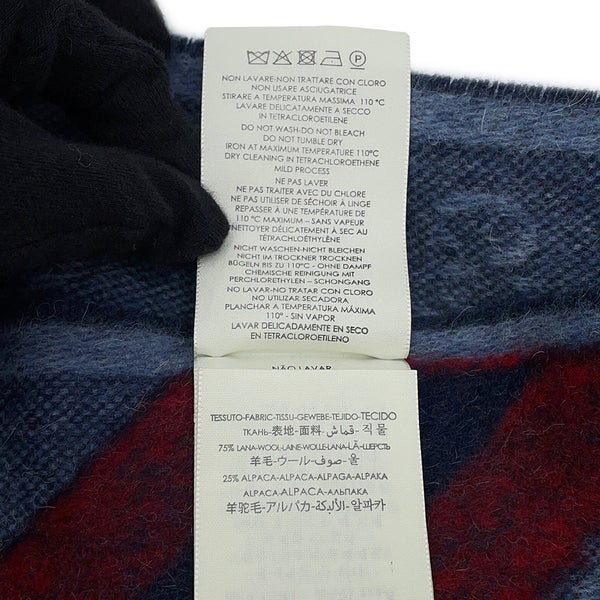 NON LAVARE-NON TRATTARE CON CLORO
NON USARE ASCIUGATRICE
STIRARE A TEMPERATURA MASSIMA 110 °C
LAVARE DELICATAMENTE A SECCO
IN TETRACLOROETILENE
DO NOT WASH-DO NOT BLEACH
DO NOT TUMBLE DRY
IRON AT MAXIMUM TEMPERATURE 110°C
DRY CLEANING IN TETRACHLOROETHENE
MILD PROCESS
NE PAS LAVER
NE PAS TRAITER AVEC DU CHLORE
NE PAS UTILISER DE SÉCHOIR À LINGE
REPASSER À UNE TEMPÉRATURE DE
110 °C MAXIMUM – SANS VAPEUR
NETTOYER DÉLICATEMENT À SEC AU
TÉTRACHLOÉTHYLÈNE
NICHT WASCHEN-NICHT BLEICHEN
NICHT IM TROCKNER TROCKNEN
BÜGELN BIS ZU 110°C - OHNE DAMPF
CHEMISCHE REINIGUNG MIT
PERCHLORETHYLEN – SCHONGANG
NO LAVAR-NO TRATAR CON CLORO
NO UTILIZAR SECADORA
PLANCHAR A TEMPERATURA MÁXIMA
110° - SIN VAPOR
LAVAR DELICADAMENTE EN SECO
EN TETRACLOROETILENO
NÃO LAVAR
TESSUTO-FABRIC-TISSU-GEWEBE-TEJIDO-TECIDO
ТКАНЬ-表地-面料-قماش-직 물
75% LANA-WOOL-LAINE-WOLLE-LANA-LÃ-ШЕРСТЬ
羊毛-ウール-صوف-울
25% ALPACA-ALPACA-ALPAGA-ALPAKA
ALPACA-ALPACA-АЛЬПАКА
羊驼毛-アルパカ-الألبكة-알파카